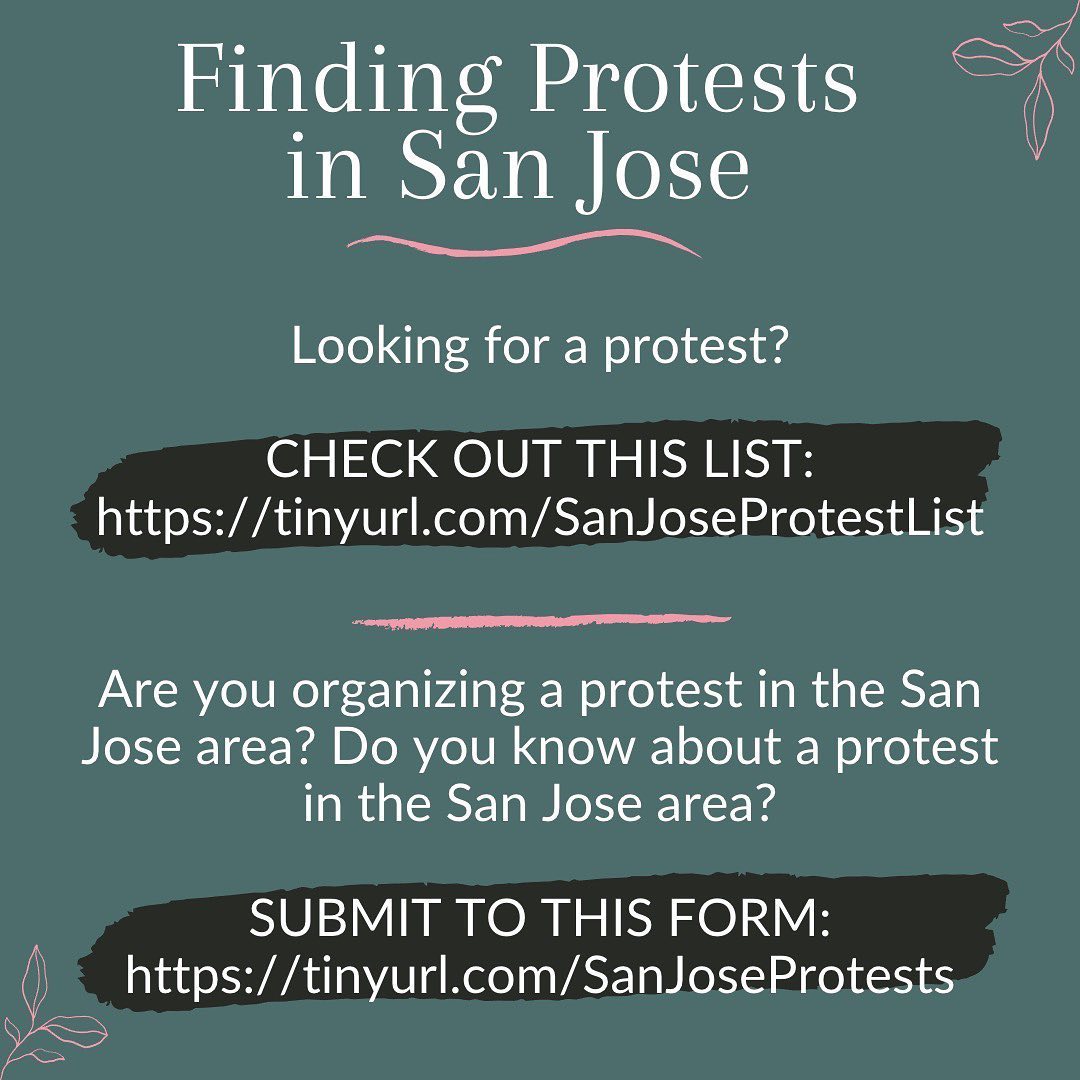 Finding Protests
in San Jose
Looking for a protest?
CHECK OUT THIS LIST:
https://tinyurl.com/SanJoseProtestList
Are you organizing a protest in the San
Jose area? Do you know about a protest
in the San Jose area?
SUBMIT TO THIS FORM:
https://tinyurl.com/SanJoseProtests